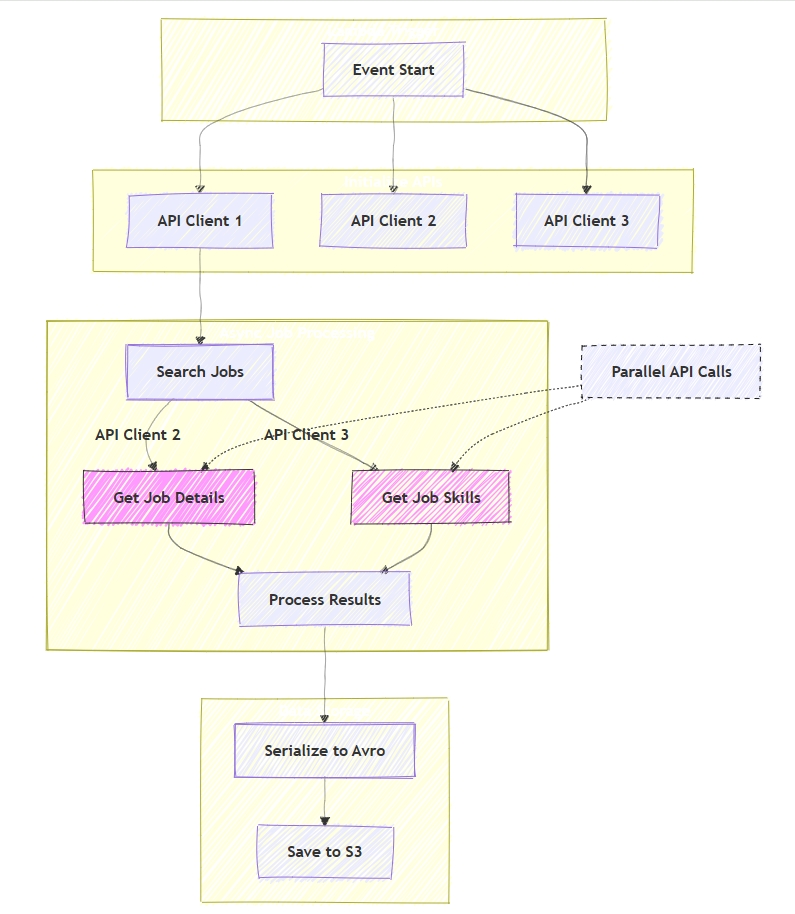 Event Start
API Client 1
API Client 2
API Client 3
Search Jobs
Parallel API Calls
API Client 2
API Client 3
Get Job Details
Get Job Skills
Process Results
Serialize to Avro
Save to S3